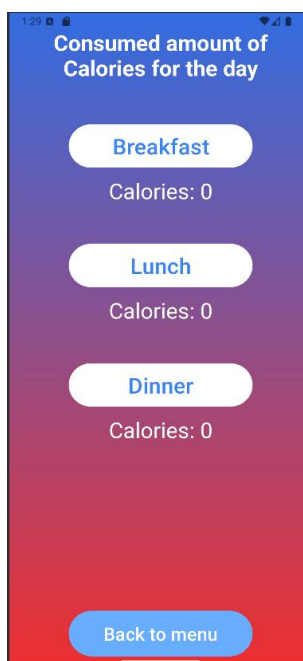 1:29
Consumed amount of
Calories for the day
Breakfast
Calories: 0
Lunch
Calories: 0
Dinner
Calories: 0
Back to menu